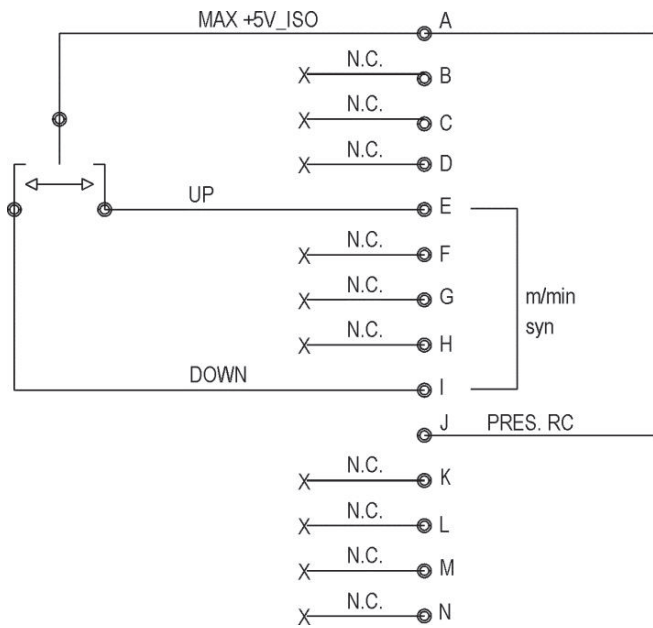 MAX +5V_ISO A
N.C. B
N.C. C
N.C. D
UP E
N.C. F
N.C. G
m/min
syn
N.C. H
DOWN I
J PRES. RC
N.C. K
N.C. L
N.C. M
N.C. N